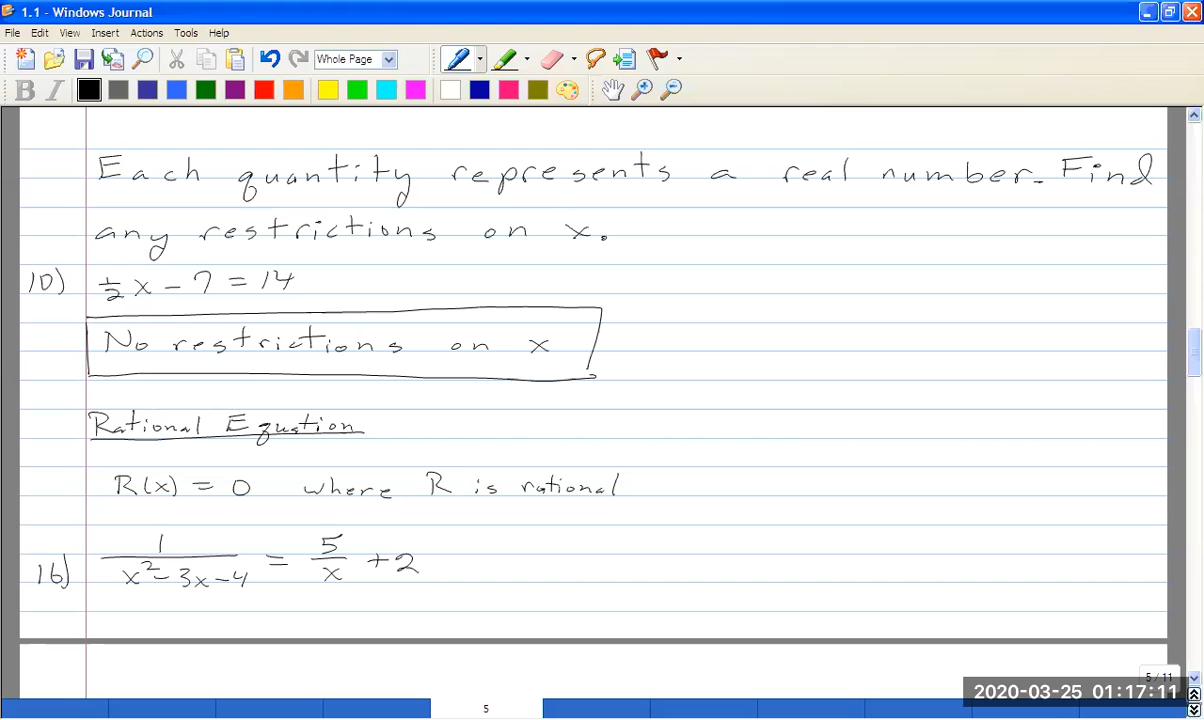 1.1 - Windows Journal
File Edit View Insert Actions Tools Help
Whole Page
B I
Each quantity represents a real number. Find
any restrictions on x.
10) 1/2 x - 7 = 14
No restrictions on x
Rational Equation
R(x) = 0 where R is rational
16) 1/(x² - 3x - 4) = 5/x + 2
5 / 11
2020-03-25 01:17:11
5